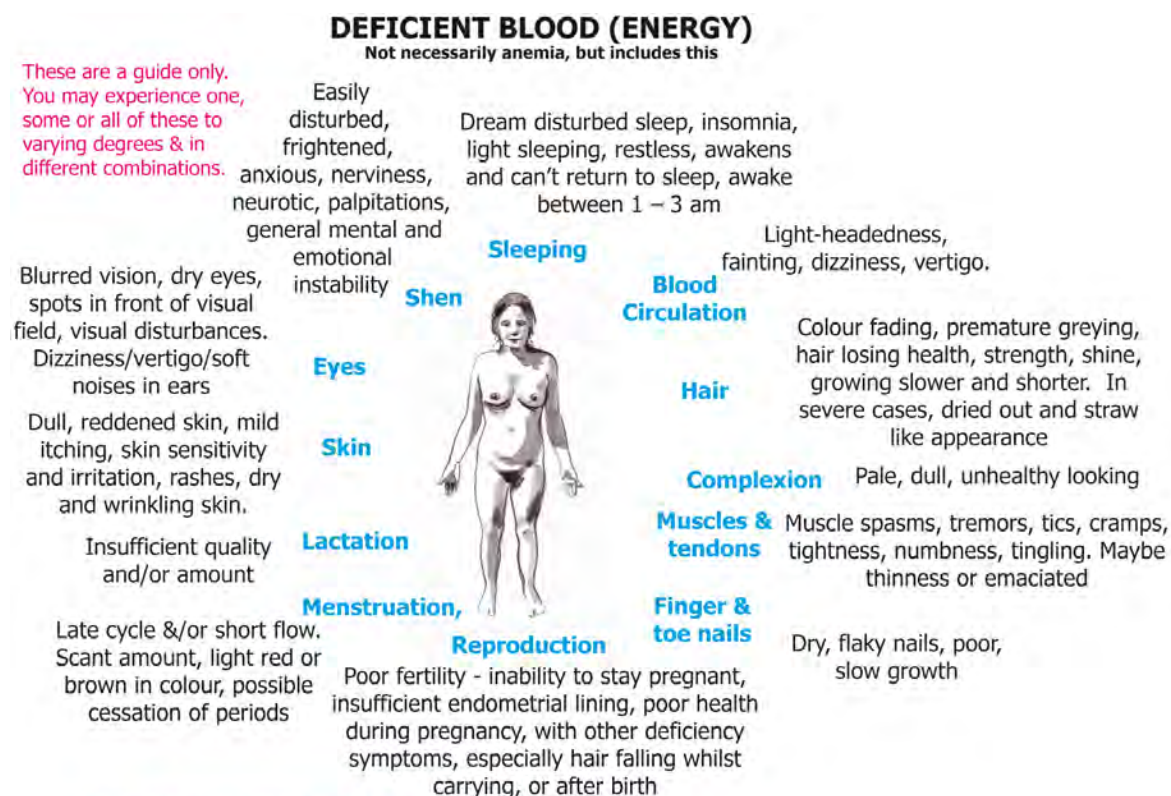 DEFICIENT BLOOD (ENERGY)
Not necessarily anemia, but includes this
These are a guide only.
You may experience one,
some or all of these to
varying degrees & in
different combinations.
Easily
disturbed,
frightened,
anxious, nerviness,
neurotic, palpitations,
general mental and
emotional
instability
Shen
Dream disturbed sleep, insomnia,
light sleeping, restless, awakens
and can't return to sleep, awake
between 1 – 3 am
Sleeping
Light-headedness,
fainting, dizziness, vertigo.
Blood
Circulation
Blurred vision, dry eyes,
spots in front of visual
field, visual disturbances.
Dizziness/vertigo/soft
noises in ears
Eyes
Colour fading, premature greying,
hair losing health, strength, shine,
growing slower and shorter.  In
severe cases, dried out and straw
like appearance
Hair
Dull, reddened skin, mild
itching, skin sensitivity
and irritation, rashes, dry
and wrinkling skin.
Skin
Complexion
Pale, dull, unhealthy looking
Insufficient quality
and/or amount
Lactation
Muscles &
tendons
Muscle spasms, tremors, tics, cramps,
tightness, numbness, tingling. Maybe
thinness or emaciated
Menstruation,
Late cycle &/or short flow.
Scant amount, light red or
brown in colour, possible
cessation of periods
Finger &
toe nails
Dry, flaky nails, poor,
slow growth
Reproduction
Poor fertility - inability to stay pregnant,
insufficient endometrial lining, poor health
during pregnancy, with other deficiency
symptoms, especially hair falling whilst
carrying, or after birth